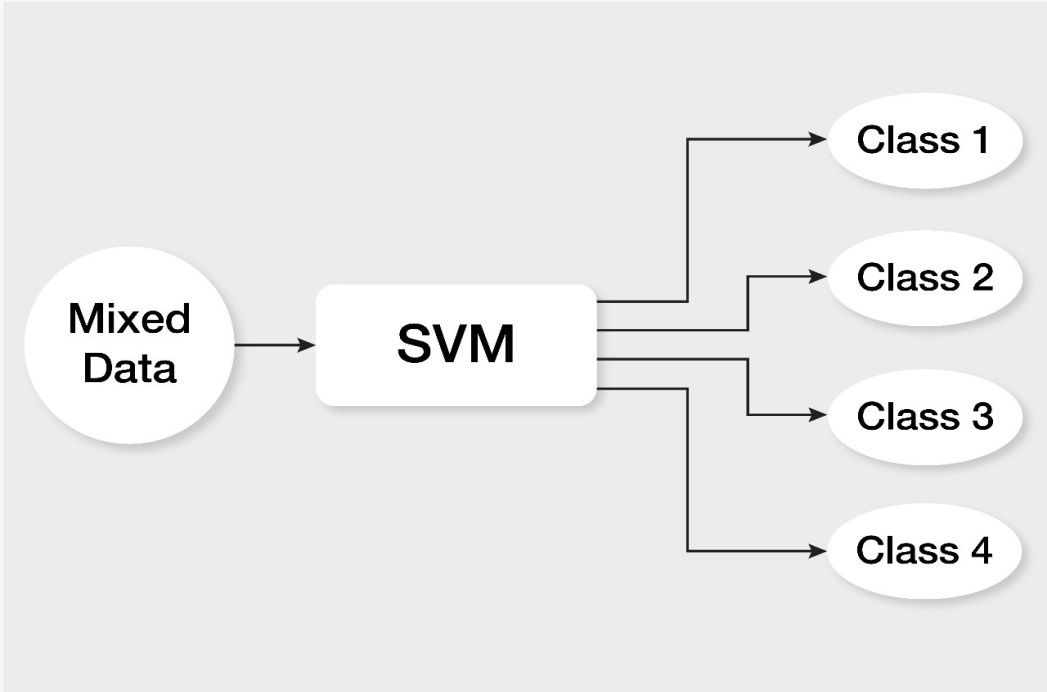 Mixed
Data
SVM
Class 1
Class 2
Class 3
Class 4